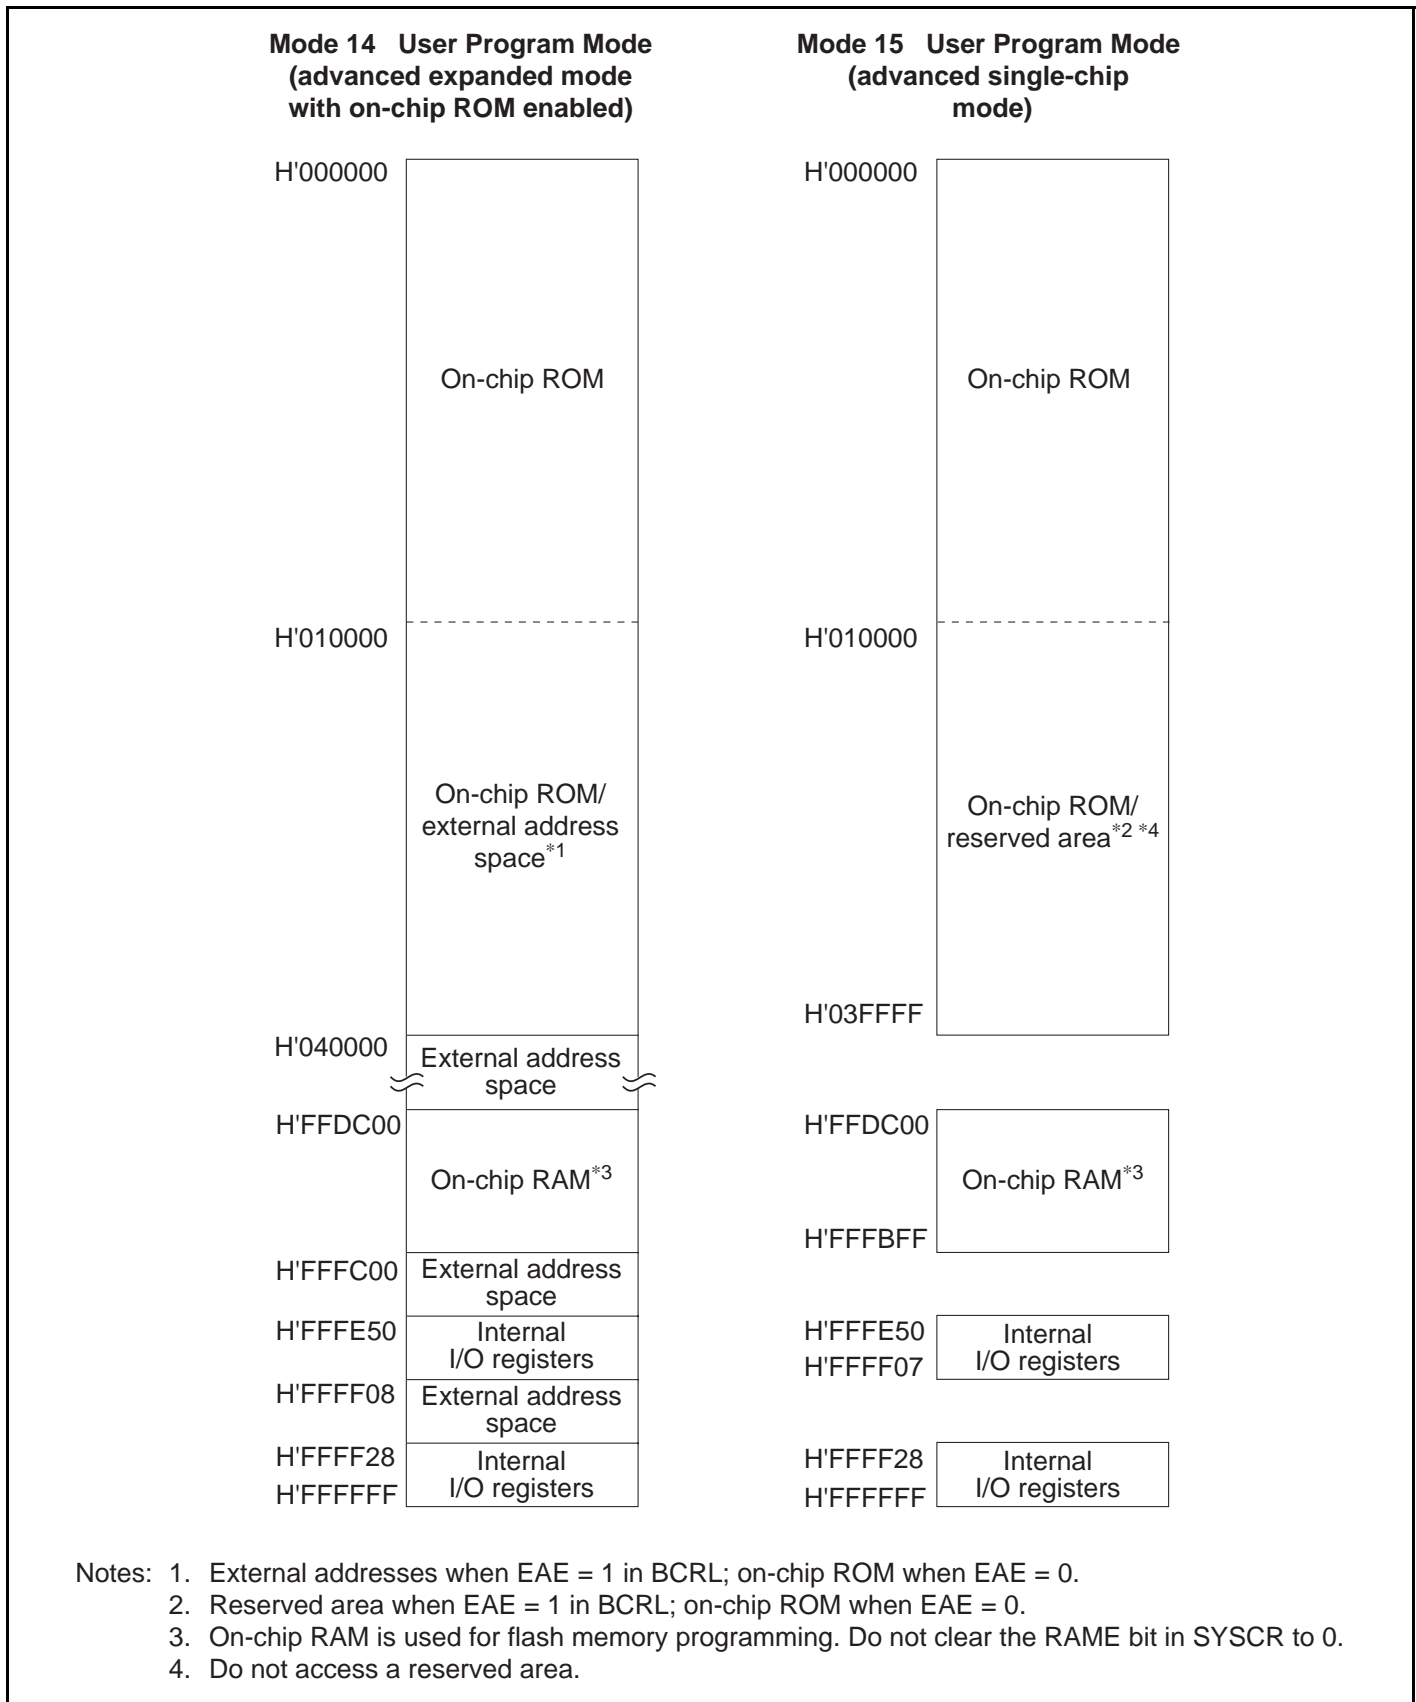 Mode 14 User Program Mode
(advanced expanded mode
with on-chip ROM enabled)
H'000000
On-chip ROM
H'010000
On-chip ROM/
external address
space*1
H'040000
External address
space
H'FFDC00
On-chip RAM*3
H'FFFC00
External address
space
H'FFFE50
Internal
I/O registers
H'FFFF08
External address
space
H'FFFF28
Internal
I/O registers
H'FFFFFF
Mode 15 User Program Mode
(advanced single-chip
mode)
H'000000
On-chip ROM
H'010000
On-chip ROM/
reserved area*2 *4
H'03FFFF
H'FFDC00
On-chip RAM*3
H'FFFBFF
H'FFFE50
Internal
I/O registers
H'FFFF07
H'FFFF28
Internal
I/O registers
H'FFFFFF
Notes: 1. External addresses when EAE = 1 in BCRL; on-chip ROM when EAE = 0.
2. Reserved area when EAE = 1 in BCRL; on-chip ROM when EAE = 0.
3. On-chip RAM is used for flash memory programming. Do not clear the RAME bit in SYSCR to 0.
4. Do not access a reserved area.